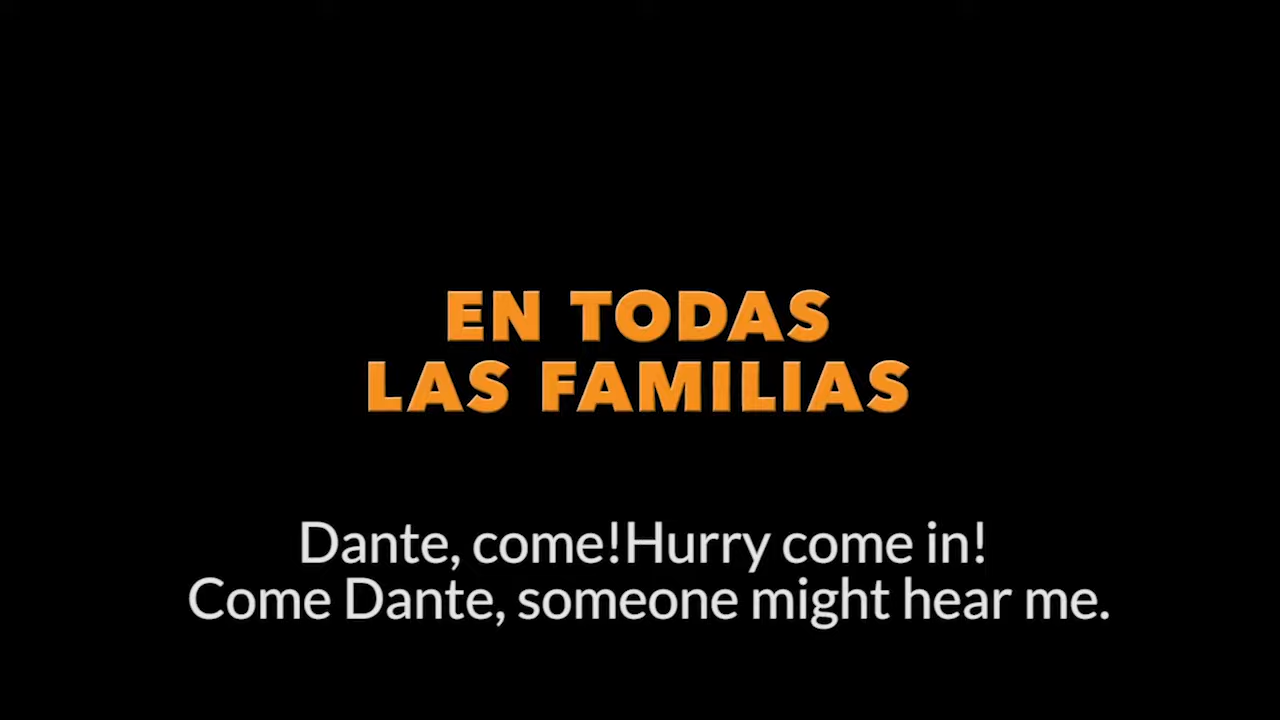 EN TODAS
LAS FAMILIAS
Dante, come!Hurry come in!
Come Dante, someone might hear me.